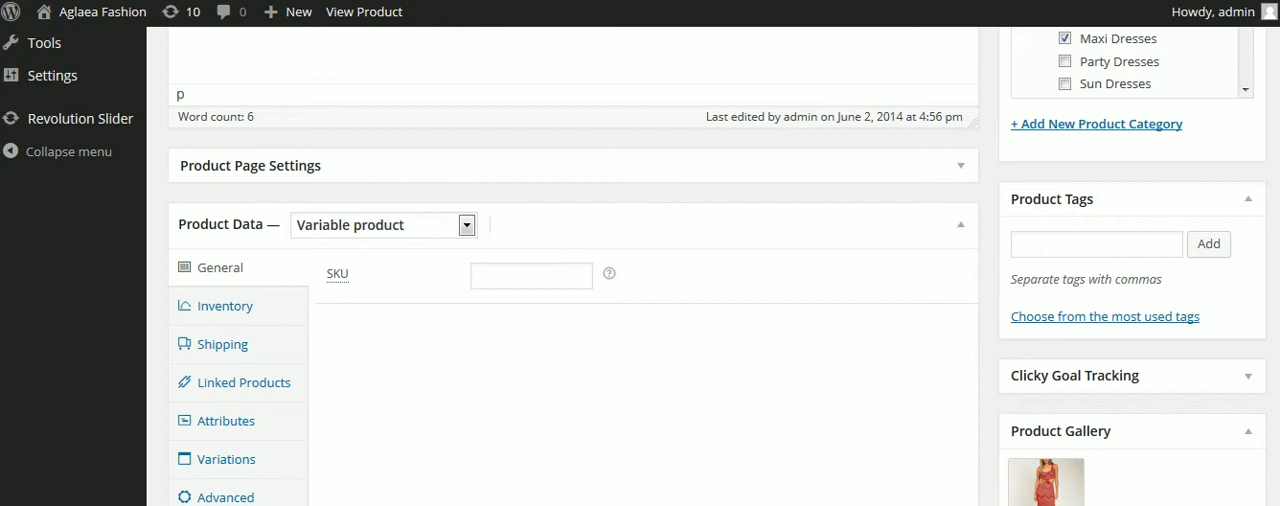 Aglaea Fashion 10 0 New View Product Howdy, admin
Tools
Settings
Revolution Slider
Collapse menu
p
Word count: 6 Last edited by admin on June 2, 2014 at 4:56 pm
Product Page Settings
Product Data — Variable product
General
Inventory
Shipping
Linked Products
Attributes
Variations
Advanced
SKU
Maxi Dresses
Party Dresses
Sun Dresses
+ Add New Product Category
Product Tags
Add
Separate tags with commas
Choose from the most used tags
Clicky Goal Tracking
Product Gallery